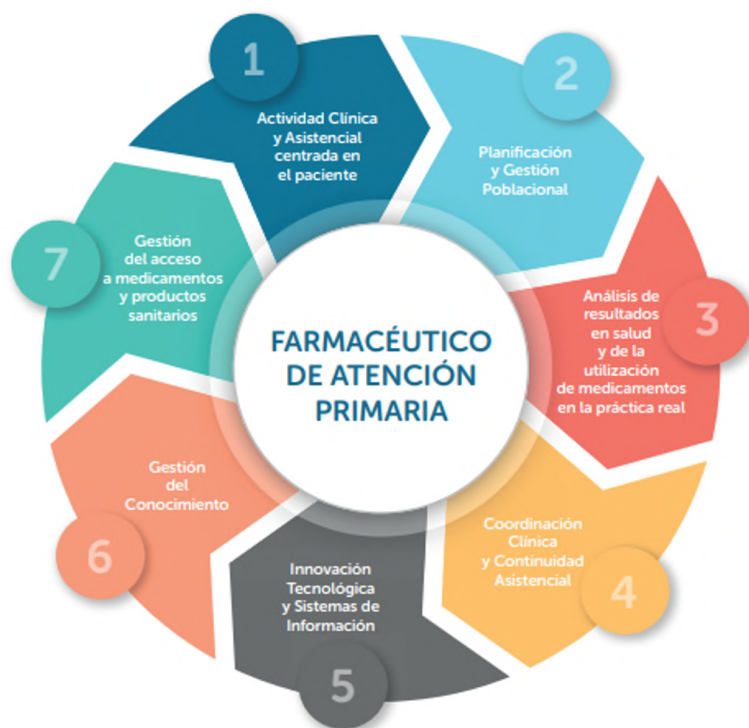 1
Actividad Clínica
y Asistencial
centrada en
el paciente
2
Planificación
y Gestión
Poblacional
3
Análisis de
resultados
en salud
y de la
utilización
de medicamentos
en la práctica real
4
Coordinación
Clínica
y Continuidad
Asistencial
5
Innovación
Tecnológica
y Sistemas de
Información
6
Gestión
del
Conocimiento
7
Gestión
del acceso
a medicamentos
y productos
sanitarios
FARMACÉUTICO
DE ATENCIÓN
PRIMARIA